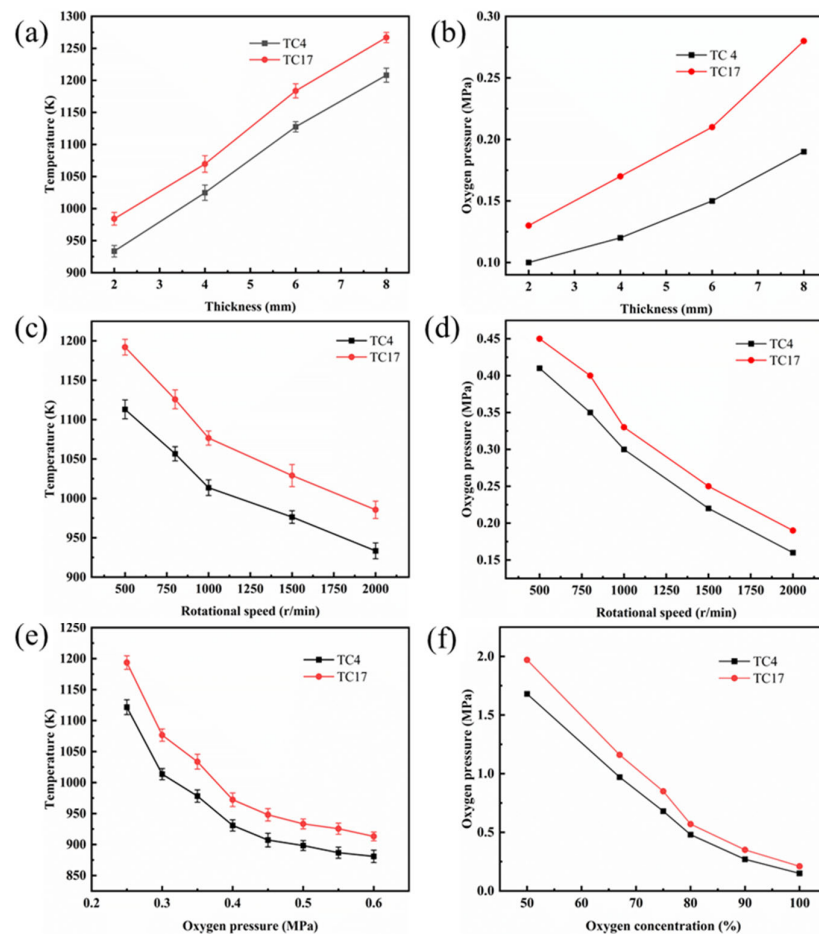 (a)
1300
1250
1200
1150
1100
1050
1000
950
900
Temperature (K)
TC4
TC17
2 3 4 5 6 7 8
Thickness (mm)
(b)
0.30
0.25
0.20
0.15
0.10
Oxygen pressure (MPa)
TC 4
TC17
2 3 4 5 6 7 8
Thickness (mm)
(c)
1200
1150
1100
1050
1000
950
900
Temperature (K)
TC4
TC17
500 750 1000 1250 1500 1750 2000
Rotational speed (r/min)
(d)
0.45
0.40
0.35
0.30
0.25
0.20
0.15
Oxygen pressure (MPa)
TC4
TC17
500 750 1000 1250 1500 1750 2000
Rotational speed (r/min)
(e)
1250
1200
1150
1100
1050
1000
950
900
850
Temperature (K)
TC4
TC17
0.2 0.3 0.4 0.5 0.6
Oxygen pressure (MPa)
(f)
2.0
1.5
1.0
0.5
0.0
Oxygen pressure (MPa)
TC4
TC17
50 60 70 80 90 100
Oxygen concentration (%)